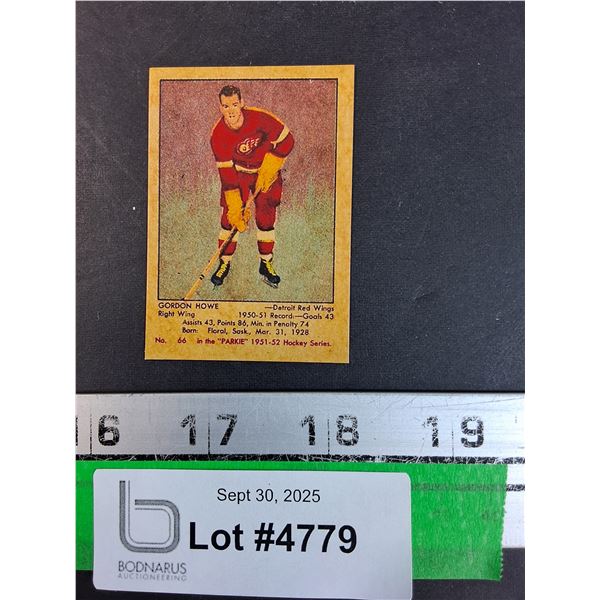 GORDON HOWE —Detroit Red Wings
Right Wing 1950-51 Record:—Goals 43
Assists 43, Points 86, Min. in Penalty 74
Born: Floral, Sask., Mar. 31, 1928
No. 66 in the "PARKIE" 1951-52 Hockey Series.
16 17 18 19
Sept 30, 2025
Lot #4779
b
BODNARUS
AUCTIONEERING